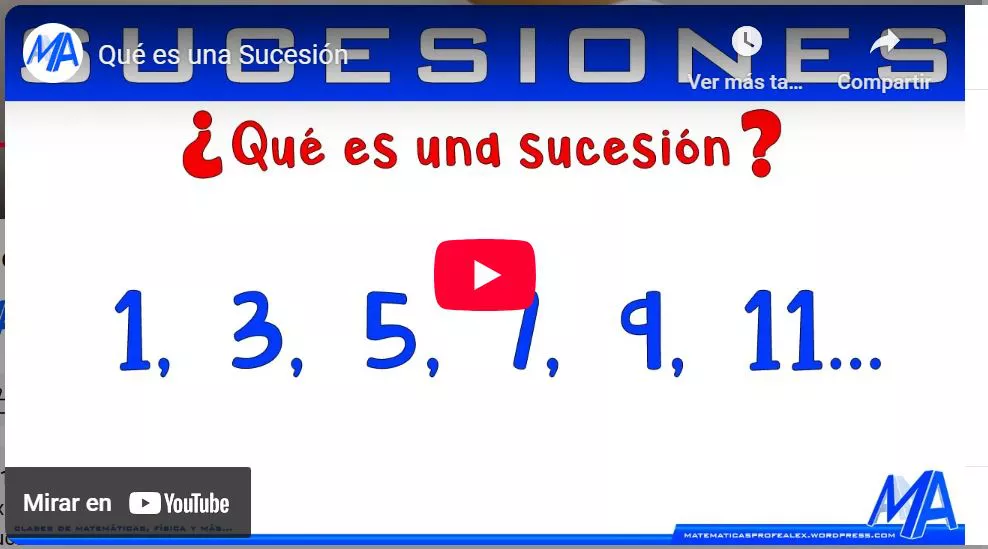 SUCESIONES
MA Qué es una Sucesión
Ver más ta... Compartir
¿Qué es una sucesión?
1, 3, 5, 7, 9, 11...
Mirar en YouTube
CLASES DE MATEMÁTICAS, FÍSICA Y MÁS...
MA
MATEMATICASPROFEALEX.WORDPRESS.COM